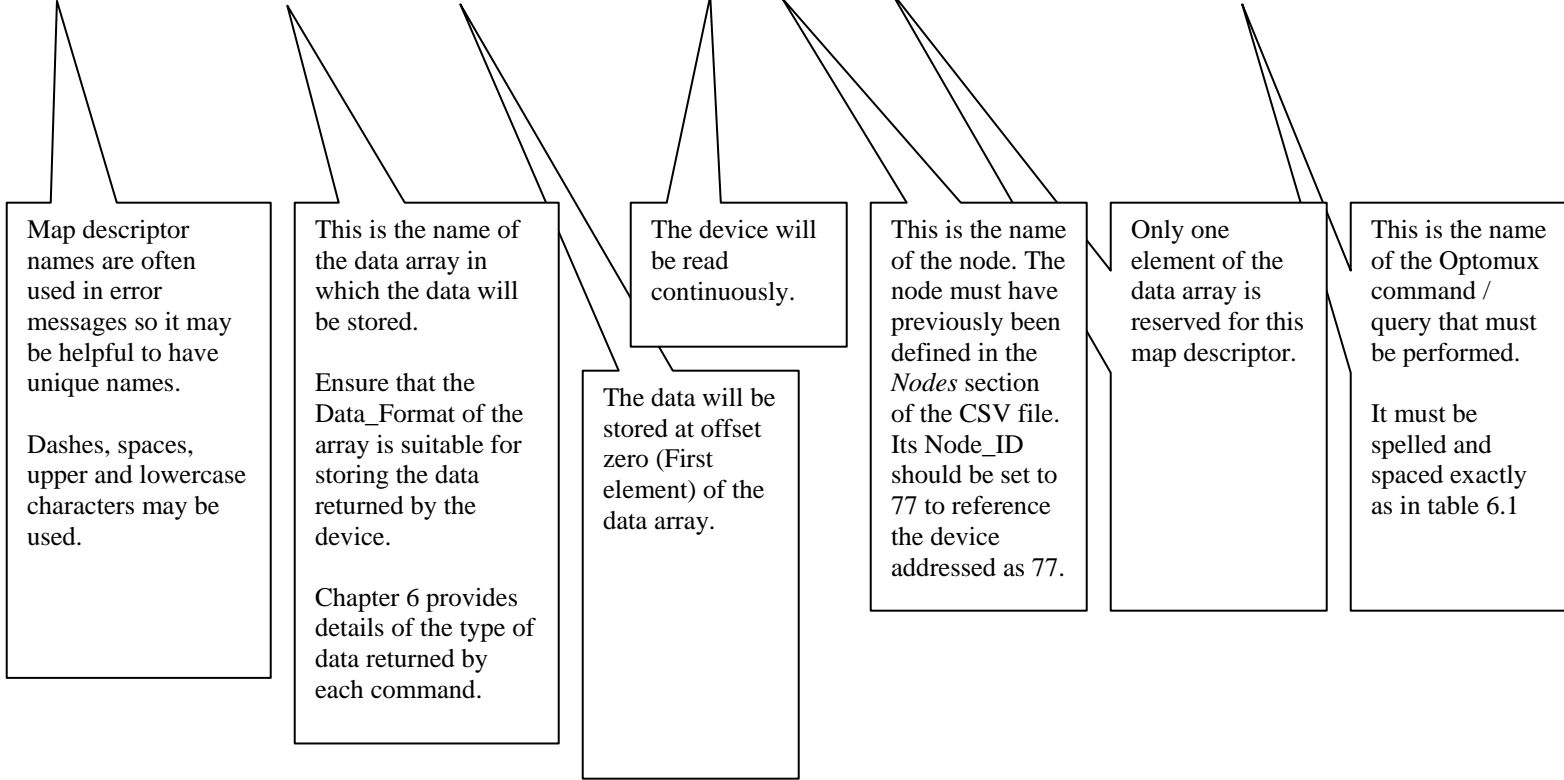 Map descriptor
names are often
used in error
messages so it may
be helpful to have
unique names.
Dashes, spaces,
upper and lowercase
characters may be
used.
This is the name of
the data array in
which the data will
be stored.
Ensure that the
Data_Format of the
array is suitable for
storing the data
returned by the
device.
Chapter 6 provides
details of the type of
data returned by
each command.
The data will be
stored at offset
zero (First
element) of the
data array.
The device will
be read
continuously.
This is the name
of the node. The
node must have
previously been
defined in the
Nodes section
of the CSV file.
Its Node_ID
should be set to
77 to reference
the device
addressed as 77.
Only one
element of the
data array is
reserved for this
map descriptor.
This is the name
of the Optomux
command /
query that must
be performed.
It must be
spelled and
spaced exactly
as in table 6.1